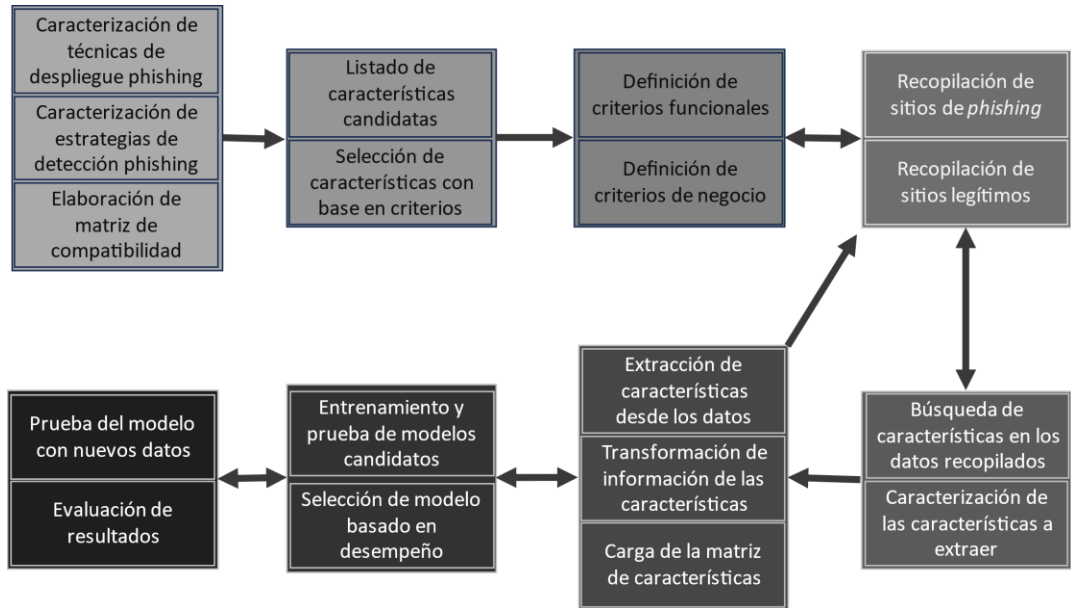 Caracterización de
técnicas de
despliegue phishing
Caracterización de
estrategias de
detección phishing
Elaboración de
matriz de
compatibilidad
Listado de
características
candidatas
Selección de
características con
base en criterios
Definición de
criterios funcionales
Definición de
criterios de negocio
Recopilación de
sitios de phishing
Recopilación de
sitios legítimos
Búsqueda de
características en los
datos recopilados
Caracterización de
las características a
extraer
Extracción de
características
desde los datos
Transformación de
información de las
características
Carga de la matriz
de características
Entrenamiento y
prueba de modelos
candidatos
Selección de modelo
basado en
desempeño
Prueba del modelo
con nuevos datos
Evaluación de
resultados